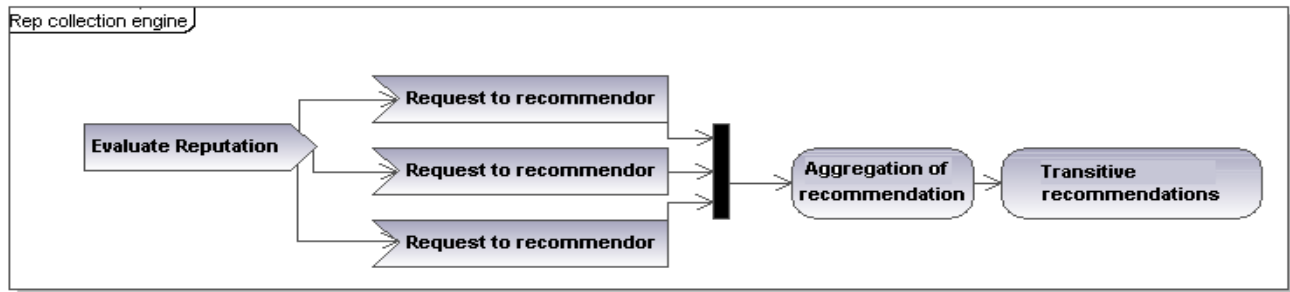 Rep collection engine
Request to recommendor
Evaluate Reputation
Request to recommendor
Request to recommendor
Aggregation of
recommendation
Transitive
recommendations